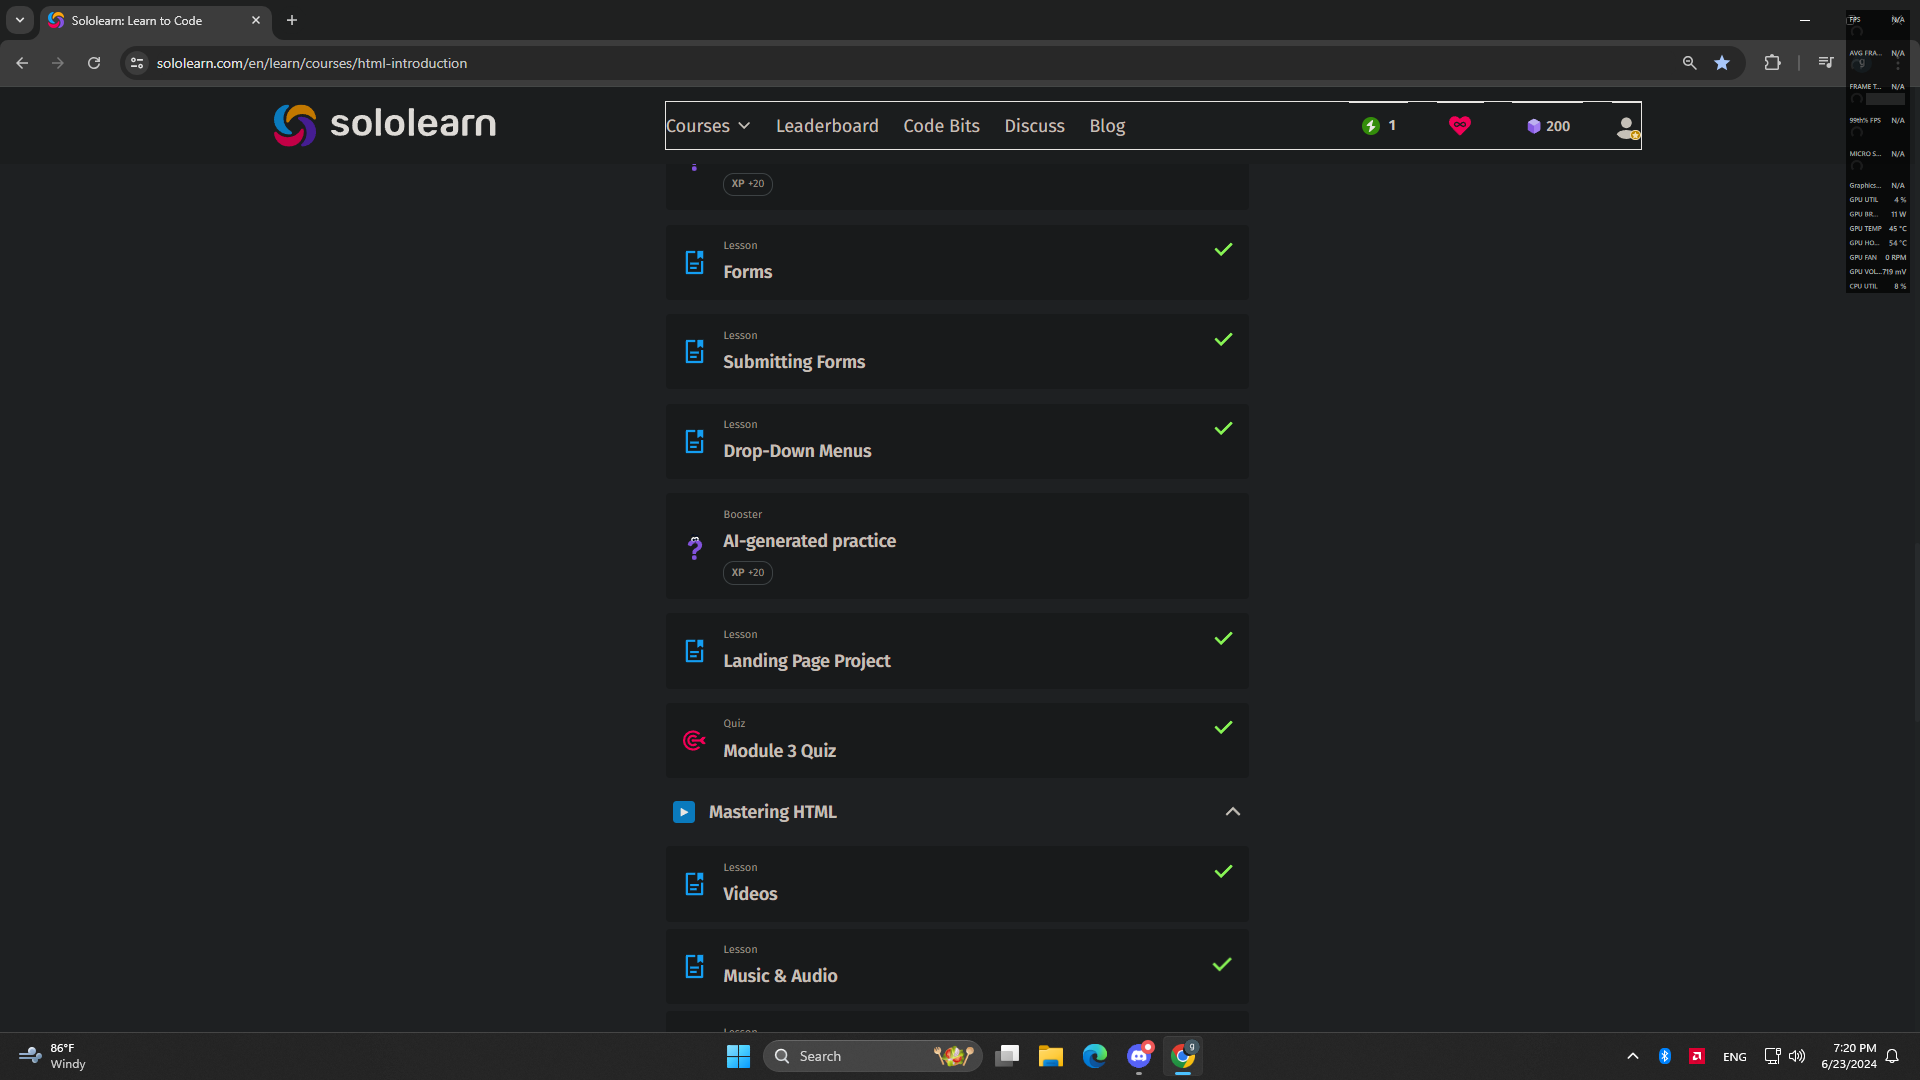 Sololearn: Learn to Code
sololearn.com/en/learn/courses/html-introduction
sololearn
Courses
Leaderboard
Code Bits
Discuss
Blog
1
200
XP +20
Lesson
Forms
Lesson
Submitting Forms
Lesson
Drop-Down Menus
Booster
AI-generated practice
XP +20
Lesson
Landing Page Project
Quiz
Module 3 Quiz
Mastering HTML
Lesson
Videos
Lesson
Music & Audio
Lesson
FPS N/A
AVG FRA... N/A
FRAME T... N/A
99th% FPS N/A
MICRO S... N/A
Graphics... N/A
GPU UTIL 4 %
GPU BR... 11 W
GPU TEMP 45 °C
GPU HO... 54 °C
GPU FAN 0 RPM
GPU VOL... 719 mV
CPU UTIL 8 %
86°F
Windy
Search
g
ENG
7:20 PM
6/23/2024